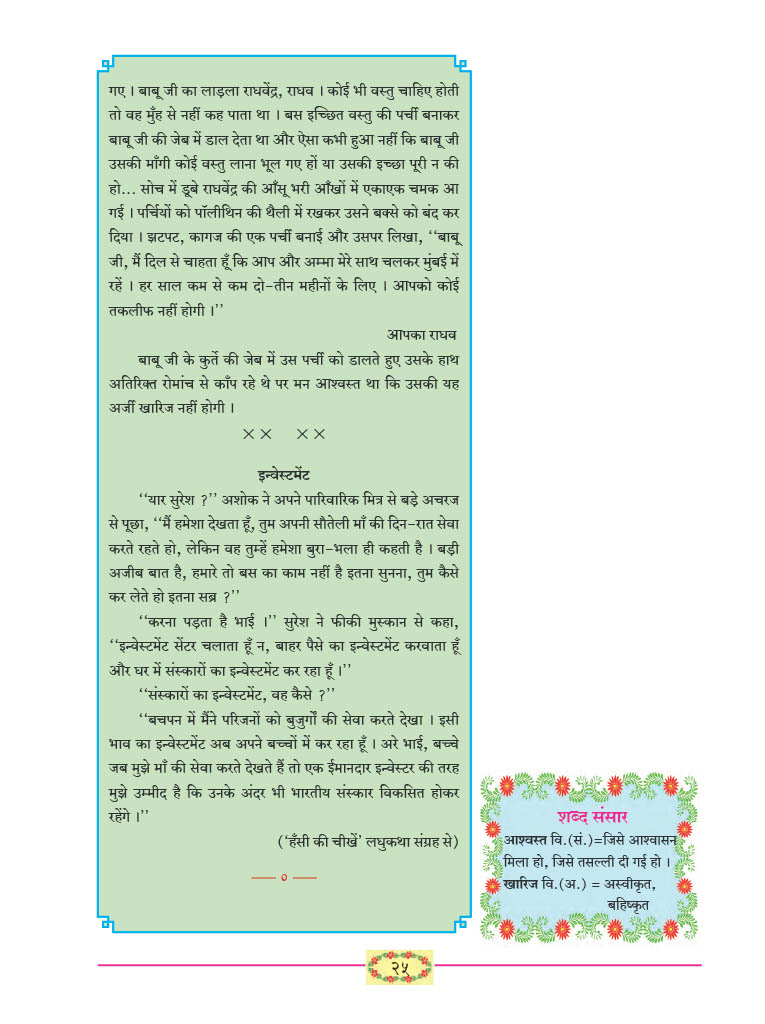 गए । बाबू जी का लाड़ला राघवेंद्र, राघव । कोई भी वस्तु चाहिए होती
तो वह मुँह से नहीं कह पाता था । बस इच्छित वस्तु की पर्ची बनाकर
बाबू जी की जेब में डाल देता था और ऐसा कभी हुआ नहीं कि बाबू जी
उसकी माँगी कोई वस्तु लाना भूल गए हों या उसकी इच्छा पूरी न की
हो... सोच में डूबे राघवेंद्र की आँसू भरी आँखों में एकाएक चमक आ
गई । पर्चियों को पॉलीथिन की थैली में रखकर उसने बक्से को बंद कर
दिया । झटपट, कागज की एक पर्ची बनाई और उसपर लिखा, ‘‘बाबू
जी, मैं दिल से चाहता हूँ कि आप और अम्मा मेरे साथ चलकर मुंबई में
रहें । हर साल कम से कम दो-तीन महीनों के लिए । आपको कोई
तकलीफ नहीं होगी ।’’
आपका राघव
बाबू जी के कुर्ते की जेब में उस पर्ची को डालते हुए उसके हाथ
अतिरिक्त रोमांच से काँप रहे थे पर मन आश्वस्त था कि उसकी यह
अर्जी खारिज नहीं होगी ।
×× ××
इन्वेस्टमेंट
‘‘यार सुरेश ?’’ अशोक ने अपने पारिवारिक मित्र से बड़े अचरज
से पूछा, ‘‘मैं हमेशा देखता हूँ, तुम अपनी सौतेली माँ की दिन-रात सेवा
करते रहते हो, लेकिन वह तुम्हें हमेशा बुरा-भला ही कहती है । बड़ी
अजीब बात है, हमारे तो बस का काम नहीं है इतना सुनना, तुम कैसे
कर लेते हो इतना सब्र ?’’
‘‘करना पड़ता है भाई ।’’ सुरेश ने फीकी मुस्कान से कहा,
‘‘इन्वेस्टमेंट सेंटर चलाता हूँ न, बाहर पैसे का इन्वेस्टमेंट करवाता हूँ
और घर में संस्कारों का इन्वेस्टमेंट कर रहा हूँ ।’’
‘‘संस्कारों का इन्वेस्टमेंट, वह कैसे ?’’
‘‘बचपन में मैंने परिजनों को बुजुर्गों की सेवा करते देखा । इसी
भाव का इन्वेस्टमेंट अब अपने बच्चों में कर रहा हूँ । अरे भाई, बच्चे
जब मुझे माँ की सेवा करते देखते हैं तो एक ईमानदार इन्वेस्टर की तरह
मुझे उम्मीद है कि उनके अंदर भी भारतीय संस्कार विकसित होकर
रहेंगे ।’’
(‘हँसी की चीखें’ लघुकथा संग्रह से)
— ० —
शब्द संसार
आश्वस्त वि.(सं.)=जिसे आश्वासन
मिला हो, जिसे तसल्ली दी गई हो ।
खारिज वि.(अ.) = अस्वीकृत,
बहिष्कृत
२५